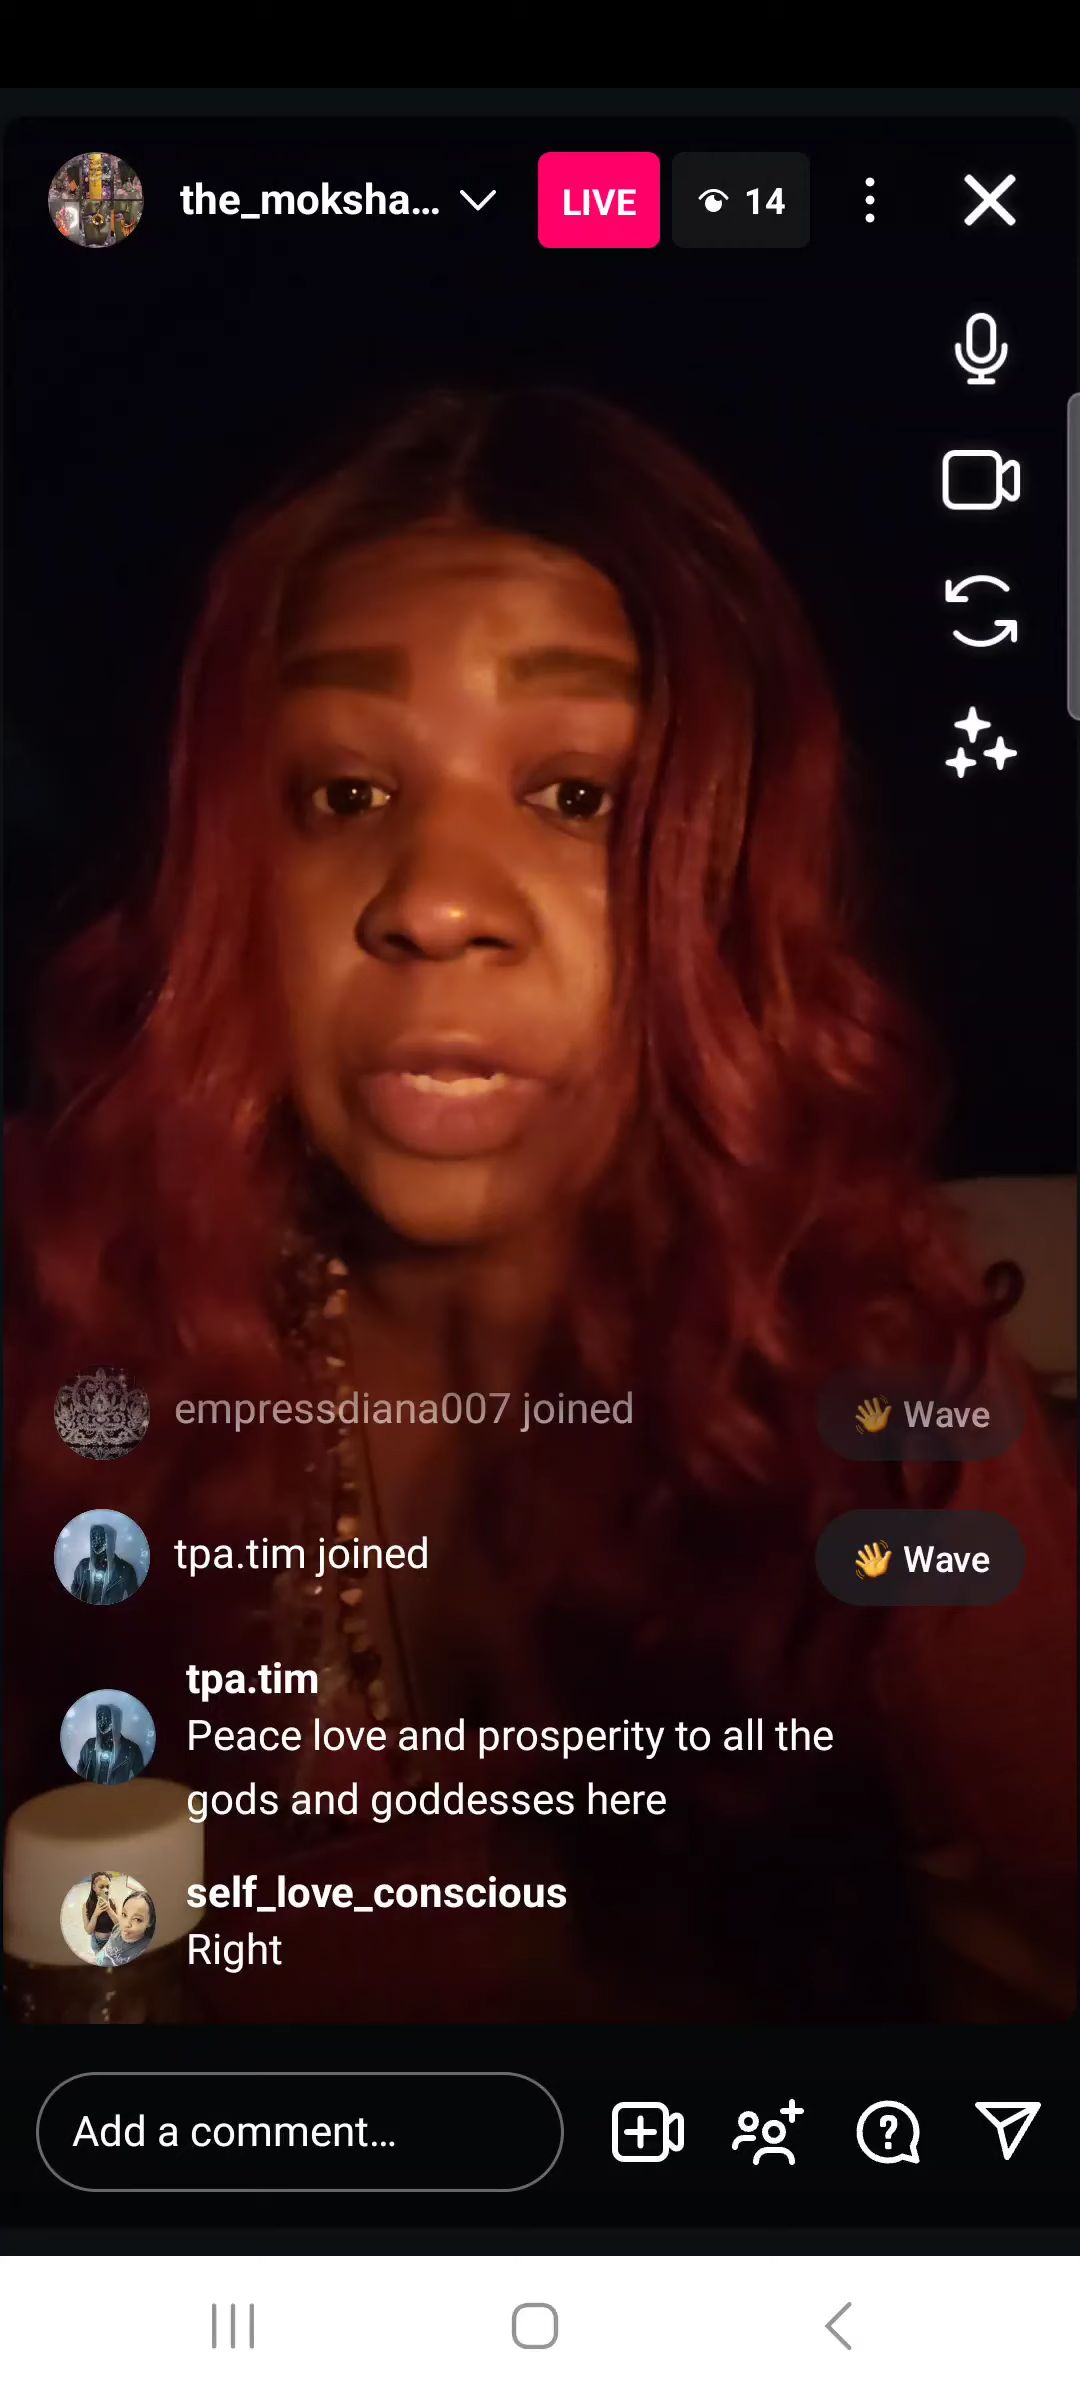 the_moksha...
LIVE
14
empressdiana007 joined
👋 Wave
tpa.tim joined
👋 Wave
tpa.tim
Peace love and prosperity to all the
gods and goddesses here
self_love_conscious
Right
Add a comment...